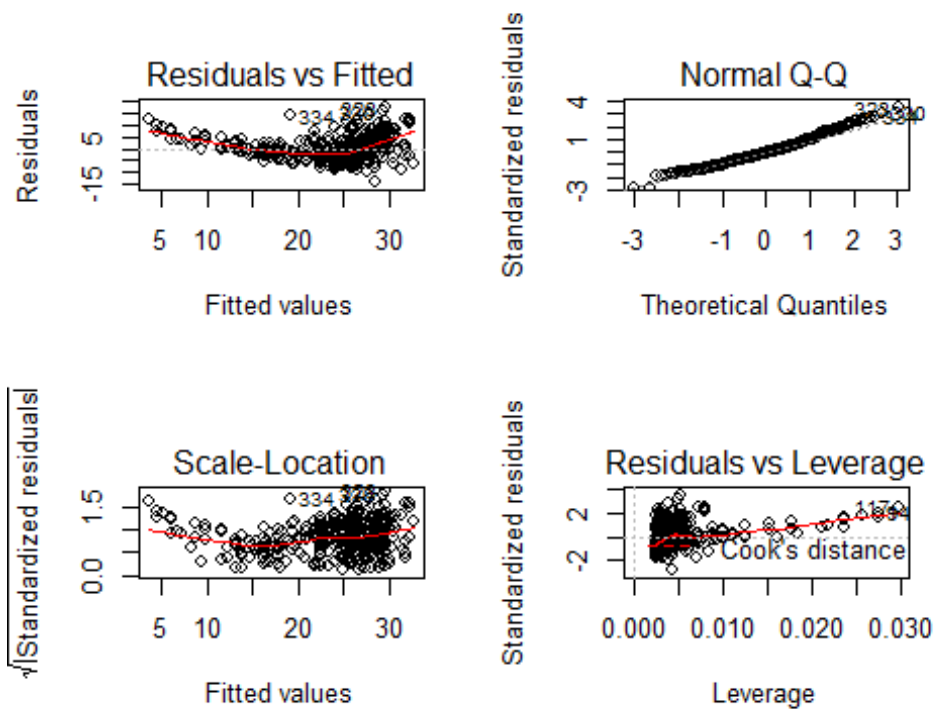 Residuals vs Fitted
Residuals
5
-15
334
5 10 20 30
Fitted values
Normal Q-Q
Standardized residuals
4
1
-3
-3 -1 0 1 2 3
Theoretical Quantiles
Scale-Location
√|Standardized residuals|
1.5
0.0
334
5 10 20 30
Fitted values
Residuals vs Leverage
Standardized residuals
2
-2
Cook's distance
0.000 0.010 0.020 0.030
Leverage